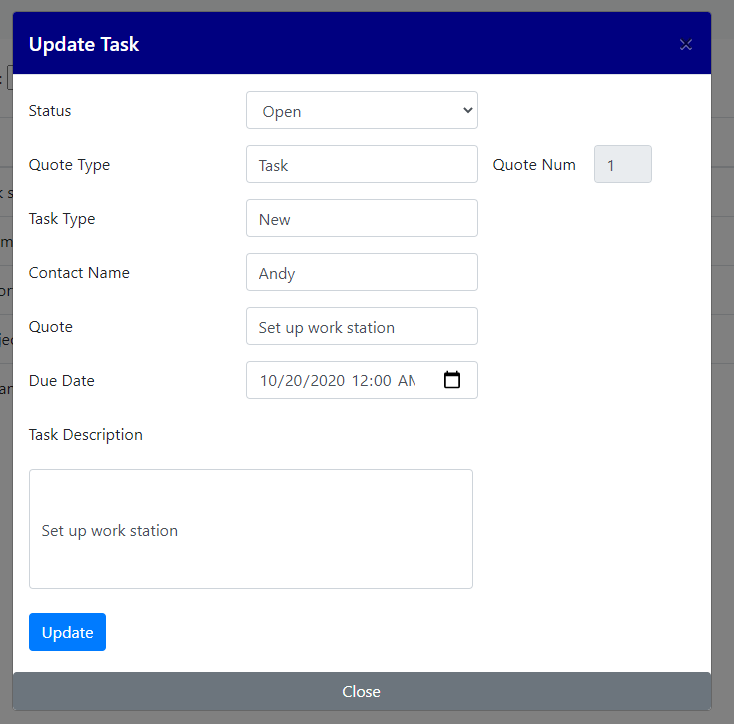 Update Task
Status Open
Quote Type Task Quote Num 1
Task Type New
Contact Name Andy
Quote Set up work station
Due Date 10/20/2020 12:00 AM
Task Description
Set up work station
Update
Close